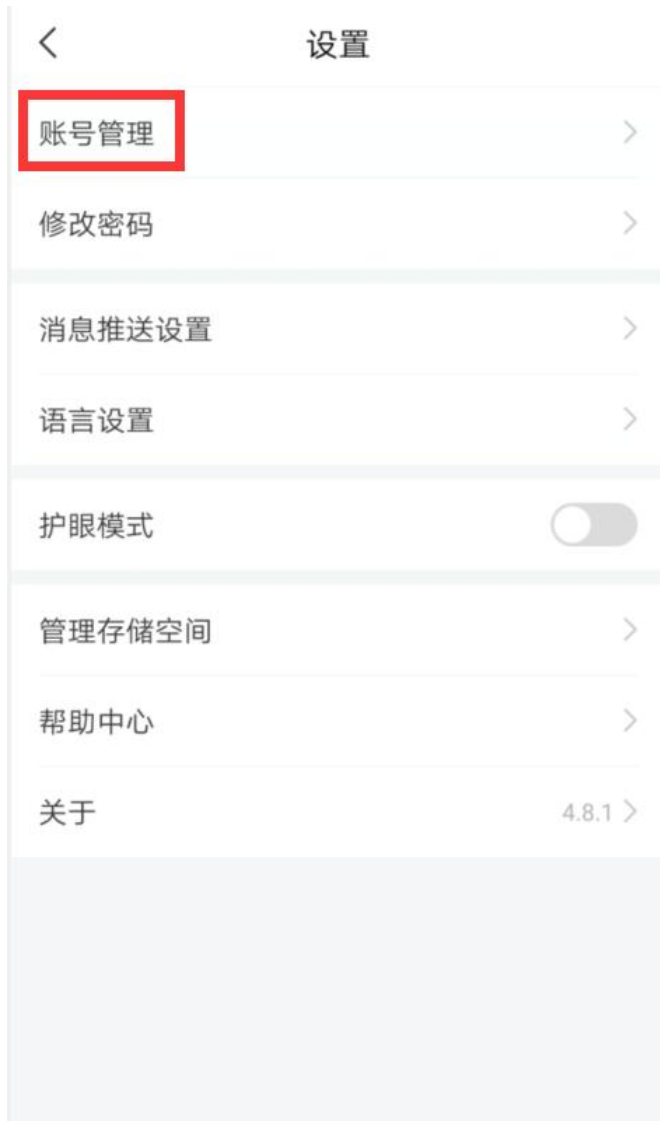 设置
账号管理
修改密码
消息推送设置
语言设置
护眼模式
管理存储空间
帮助中心
关于 4.8.1